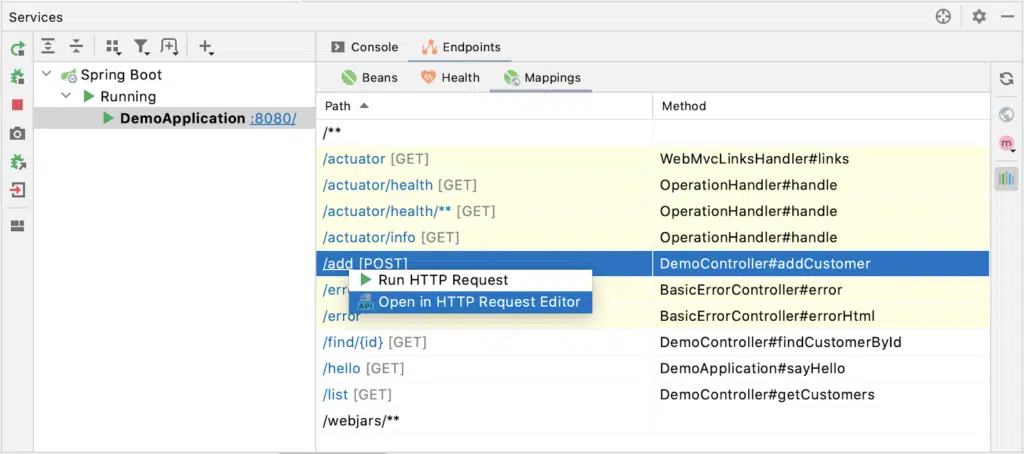 Services
Spring Boot
Running
DemoApplication :8080/
Console Endpoints
Beans Health Mappings
Path Method
/**
/actuator [GET] WebMvcLinksHandler#links
/actuator/health [GET] OperationHandler#handle
/actuator/health/** [GET] OperationHandler#handle
/actuator/info [GET] OperationHandler#handle
/add [POST] DemoController#addCustomer
Run HTTP Request
/erro BasicErrorController#error
Open in HTTP Request Editor
/error BasicErrorController#errorHtml
/find/{id} [GET] DemoController#findCustomerById
/hello [GET] DemoApplication#sayHello
/list [GET] DemoController#getCustomers
/webjars/**
m
API